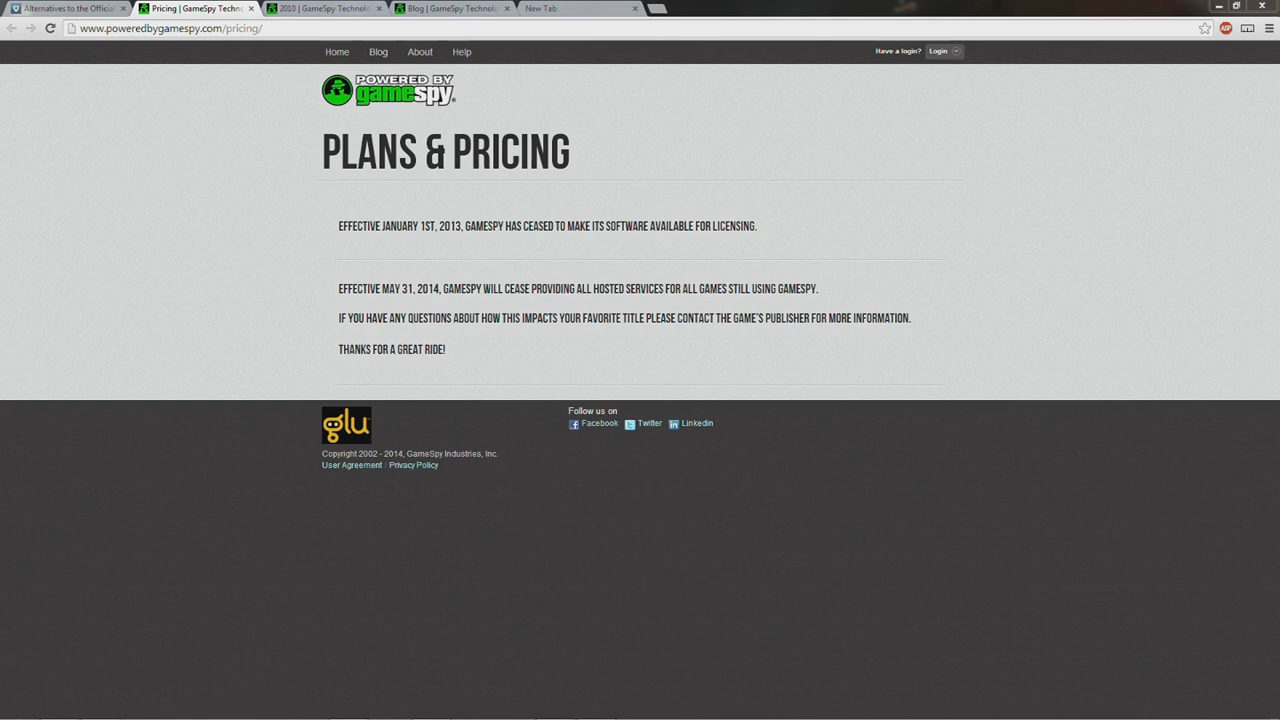 Alternatives to the Official
Pricing | GameSpy Techno
2010 | GameSpy Technolo
Blog | GameSpy Technolo
New Tab
www.poweredbygamespy.com/pricing/
ABP
Home Blog About Help
Have a login? Login
POWERED BY
gamespy
PLANS & PRICING
EFFECTIVE JANUARY 1ST, 2013, GAMESPY HAS CEASED TO MAKE ITS SOFTWARE AVAILABLE FOR LICENSING.
EFFECTIVE MAY 31, 2014, GAMESPY WILL CEASE PROVIDING ALL HOSTED SERVICES FOR ALL GAMES STILL USING GAMESPY.
IF YOU HAVE ANY QUESTIONS ABOUT HOW THIS IMPACTS YOUR FAVORITE TITLE PLEASE CONTACT THE GAME'S PUBLISHER FOR MORE INFORMATION.
THANKS FOR A GREAT RIDE!
glu
Follow us on
Facebook Twitter Linkedin
Copyright 2002 - 2014, GameSpy Industries, Inc.
User Agreement | Privacy Policy